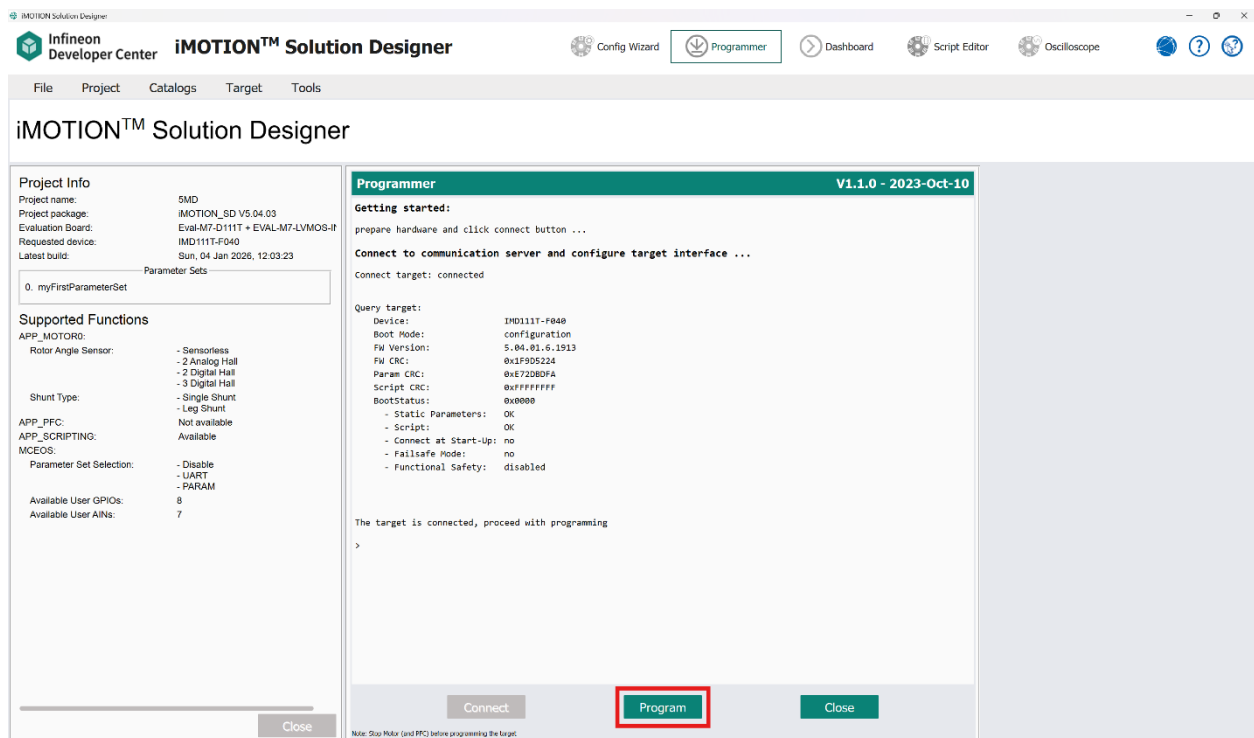 iMOTION Solution Designer
Infineon
Developer Center
iMOTION™ Solution Designer
Config Wizard
Programmer
Dashboard
Script Editor
Oscilloscope
File Project Catalogs Target Tools
iMOTION™ Solution Designer
Project Info
Project name: 5MD
Project package: iMOTION_SD V5.04.03
Evaluation Board: Eval-M7-D111T + EVAL-M7-LVMOS-IN
Requested device: IMD111T-F040
Latest build: Sun, 04 Jan 2026, 12:03:23
Parameter Sets
0. myFirstParameterSet
Supported Functions
APP_MOTOR0:
Rotor Angle Sensor: - Sensorless
- 2 Analog Hall
- 2 Digital Hall
- 3 Digital Hall
Shunt Type: - Single Shunt
- Leg Shunt
APP_PFC: Not available
APP_SCRIPTING: Available
MCEOS:
Parameter Set Selection: - Disable
- UART
- PARAM
Available User GPIOs: 8
Available User AINs: 7
Close
Programmer V1.1.0 - 2023-Oct-10
Getting started:
prepare hardware and click connect button ...
Connect to communication server and configure target interface ...
Connect target: connected
Query target:
Device: IMD111T-F040
Boot Mode: configuration
FW Version: 5.04.01.6.1913
FW CRC: 0x1F9D5224
Param CRC: 0xE72DBDFA
Script CRC: 0xFFFFFFFF
BootStatus: 0x0000
- Static Parameters: OK
- Script: OK
- Connect at Start-Up: no
- Failsafe Mode: no
- Functional Safety: disabled
The target is connected, proceed with programming
>
Connect
Program
Close
Note: Stop Motor (and PFC) before programming the target